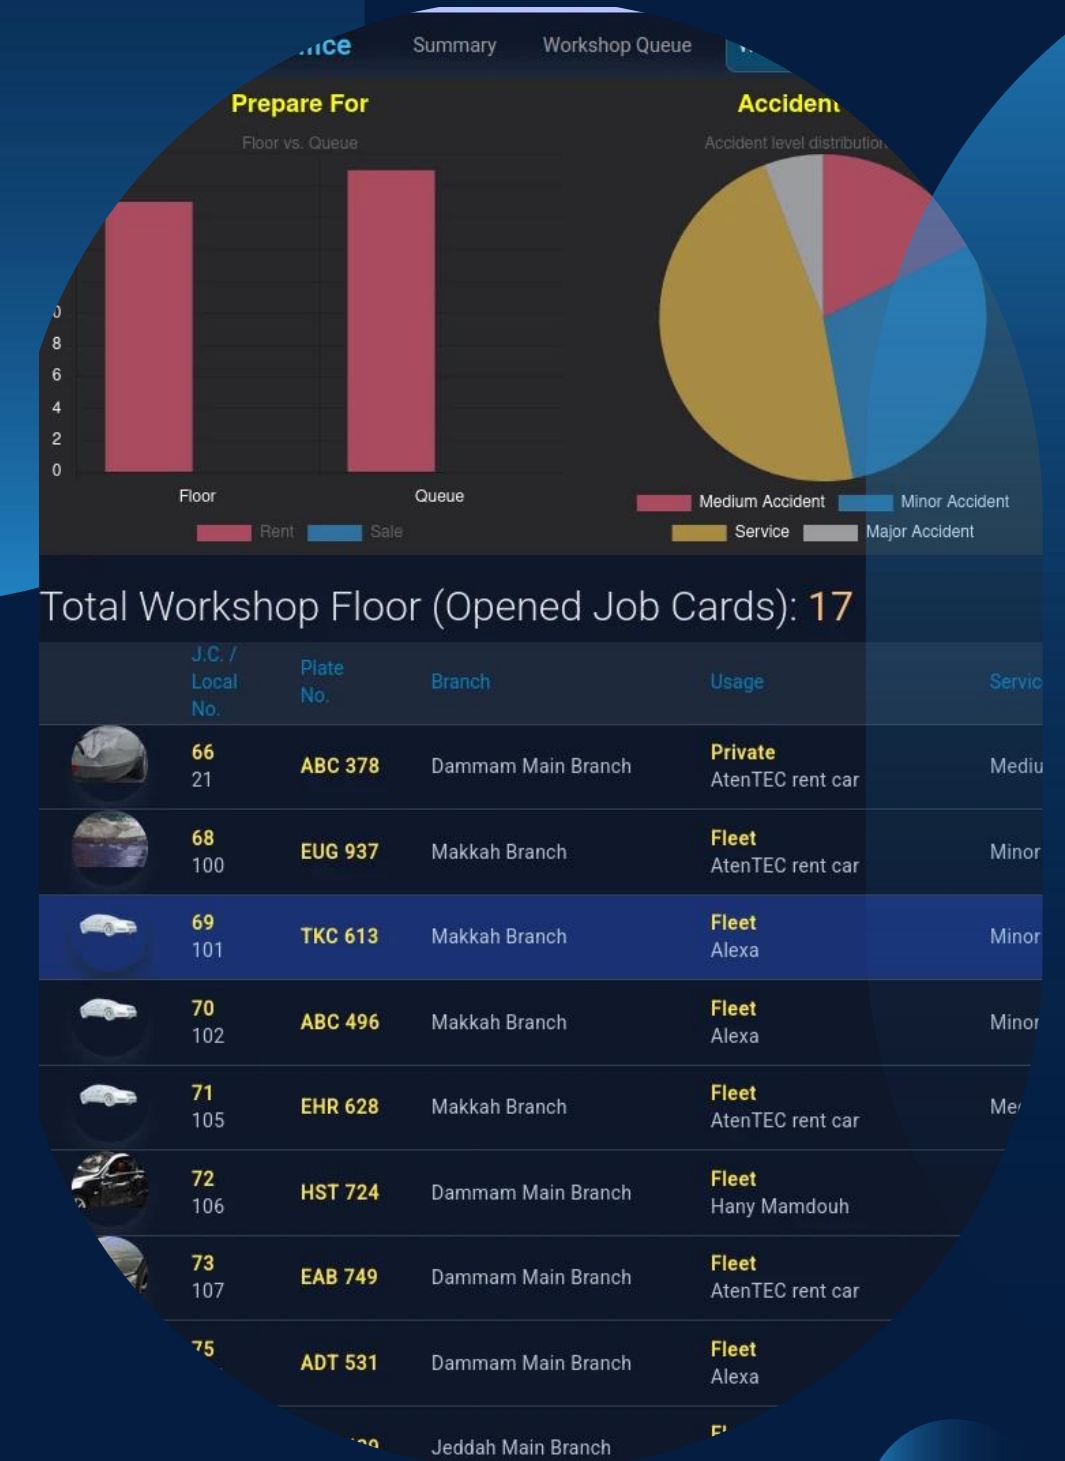 Summary Workshop Queue
Prepare For
Floor vs. Queue
8
6
4
2
0
Floor Queue
Rent Sale
Accident
Accident level distribution
Medium Accident Minor Accident
Service Major Accident
Total Workshop Floor (Opened Job Cards): 17
J.C. /
Local
No.
Plate
No.
Branch
Usage
Servic
66
21
ABC 378
Dammam Main Branch
Private
AtenTEC rent car
Mediu
68
100
EUG 937
Makkah Branch
Fleet
AtenTEC rent car
Minor
69
101
TKC 613
Makkah Branch
Fleet
Alexa
Minor
70
102
ABC 496
Makkah Branch
Fleet
Alexa
Minor
71
105
EHR 628
Makkah Branch
Fleet
AtenTEC rent car
72
106
HST 724
Dammam Main Branch
Fleet
Hany Mamdouh
73
107
EAB 749
Dammam Main Branch
Fleet
AtenTEC rent car
75
ADT 531
Dammam Main Branch
Fleet
Alexa
Jeddah Main Branch